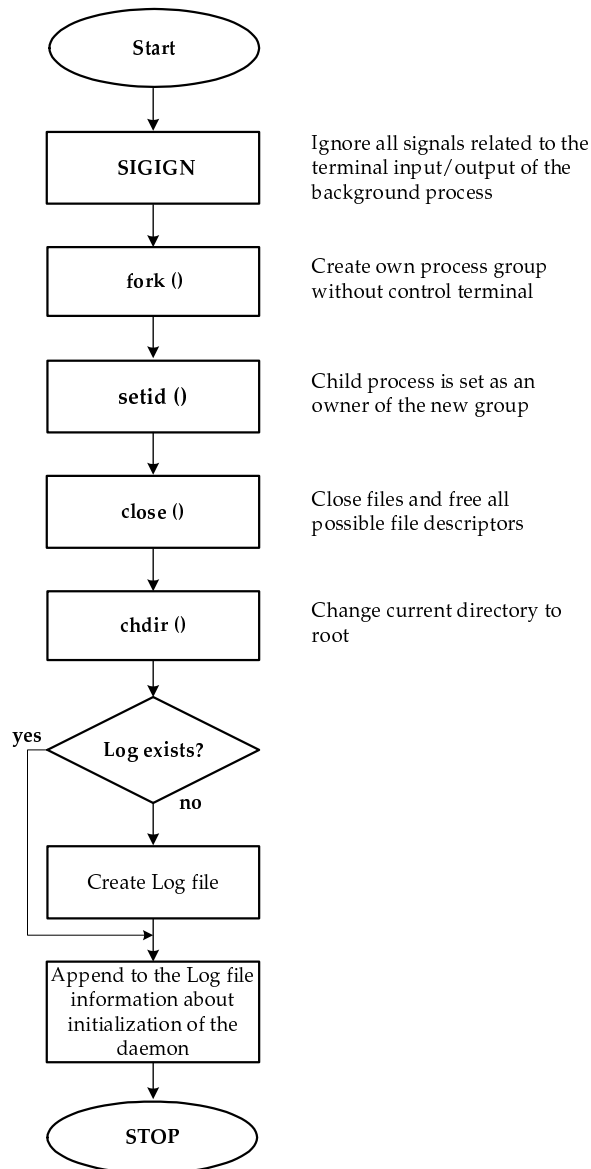 Start
SIGIGN
Ignore all signals related to the
terminal input/output of the
background process
fork ()
Create own process group
without control terminal
setid ()
Child process is set as an
owner of the new group
close ()
Close files and free all
possible file descriptors
chdir ()
Change current directory to
root
yes
Log exists?
no
Create Log file
Append to the Log file
information about
initialization of the
daemon
STOP